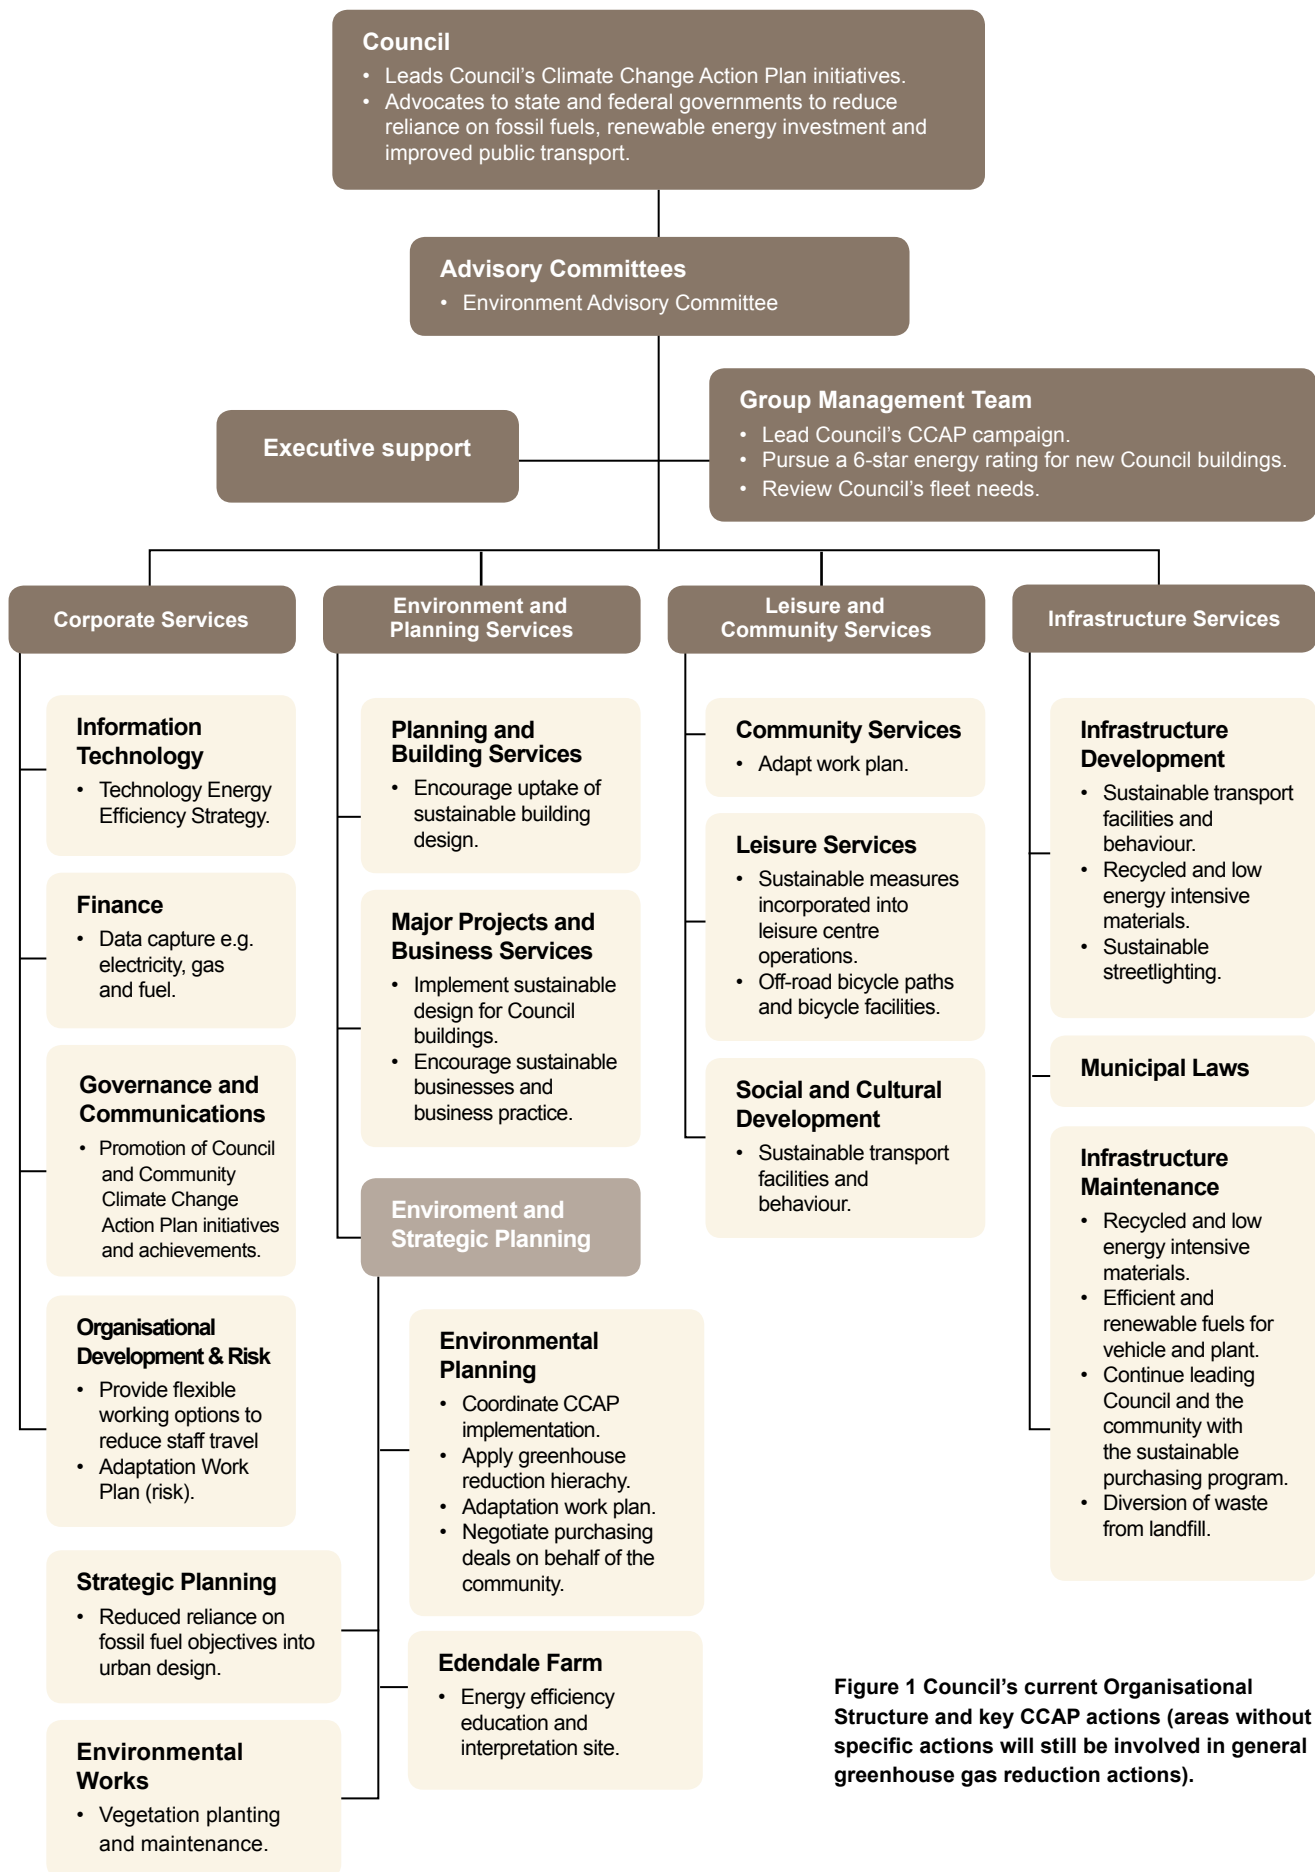 Council
• Leads Council’s Climate Change Action Plan initiatives.
• Advocates to state and federal governments to reduce
reliance on fossil fuels, renewable energy investment and
improved public transport.
Advisory Committees
• Environment Advisory Committee
Executive support
Group Management Team
• Lead Council’s CCAP campaign.
• Pursue a 6-star energy rating for new Council buildings.
• Review Council’s fleet needs.
Corporate Services
Information
Technology
• Technology Energy
Efficiency Strategy.
Finance
• Data capture e.g.
electricity, gas
and fuel.
Governance and
Communications
• Promotion of Council
and Community
Climate Change
Action Plan initiatives
and achievements.
Organisational
Development & Risk
• Provide flexible
working options to
reduce staff travel
• Adaptation Work
Plan (risk).
Environment and
Planning Services
Planning and
Building Services
• Encourage uptake of
sustainable building
design.
Major Projects and
Business Services
• Implement sustainable
design for Council
buildings.
• Encourage sustainable
businesses and
business practice.
Enviroment and
Strategic Planning
Environmental
Planning
• Coordinate CCAP
implementation.
• Apply greenhouse
reduction hierachy.
• Adaptation work plan.
• Negotiate purchasing
deals on behalf of the
community.
Strategic Planning
• Reduced reliance on
fossil fuel objectives into
urban design.
Edendale Farm
• Energy efficiency
education and
interpretation site.
Environmental
Works
• Vegetation planting
and maintenance.
Leisure and
Community Services
Community Services
• Adapt work plan.
Leisure Services
• Sustainable measures
incorporated into
leisure centre
operations.
• Off-road bicycle paths
and bicycle facilities.
Social and Cultural
Development
• Sustainable transport
facilities and
behaviour.
Infrastructure Services
Infrastructure
Development
• Sustainable transport
facilities and
behaviour.
• Recycled and low
energy intensive
materials.
• Sustainable
streetlighting.
Municipal Laws
Infrastructure
Maintenance
• Recycled and low
energy intensive
materials.
• Efficient and
renewable fuels for
vehicle and plant.
• Continue leading
Council and the
community with
the sustainable
purchasing program.
• Diversion of waste
from landfill.
Figure 1 Council’s current Organisational
Structure and key CCAP actions (areas without
specific actions will still be involved in general
greenhouse gas reduction actions).